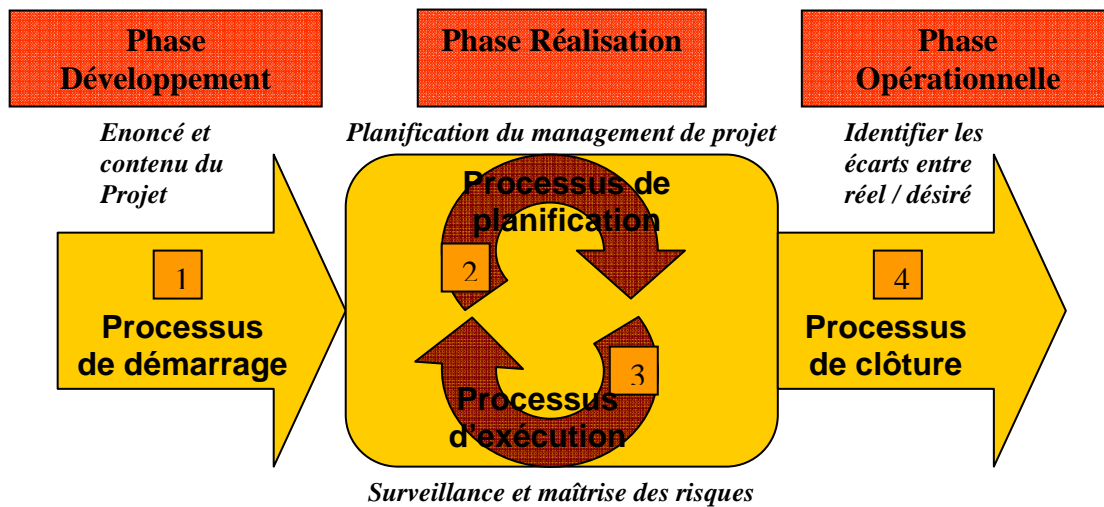 Phase
Développement
Phase Réalisation
Phase
Opérationnelle
Enoncé et
contenu du
Projet
Planification du management de projet
Identifier les
écarts entre
réel / désiré
1
Processus
de démarrage
Processus de
planification
2
3
Processus
d'exécution
4
Processus
de clôture
Surveillance et maîtrise des risques